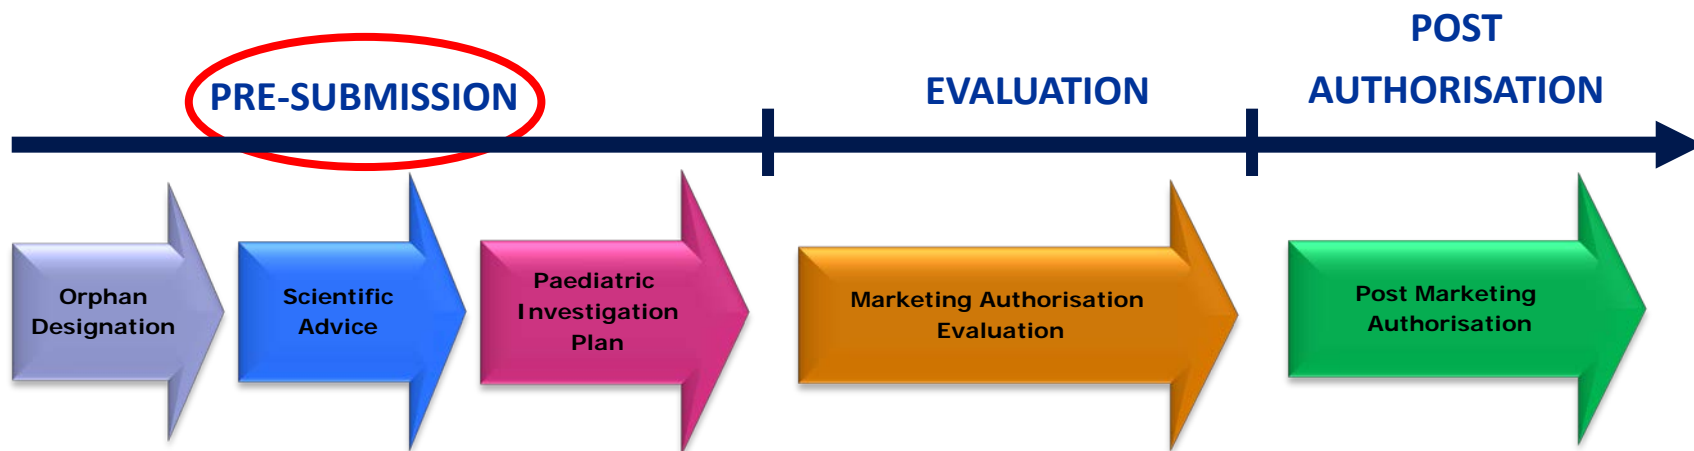 PRE-SUBMISSION
EVALUATION
POST
AUTHORISATION
Orphan
Designation
Scientific
Advice
Paediatric
Investigation
Plan
Marketing Authorisation
Evaluation
Post Marketing
Authorisation